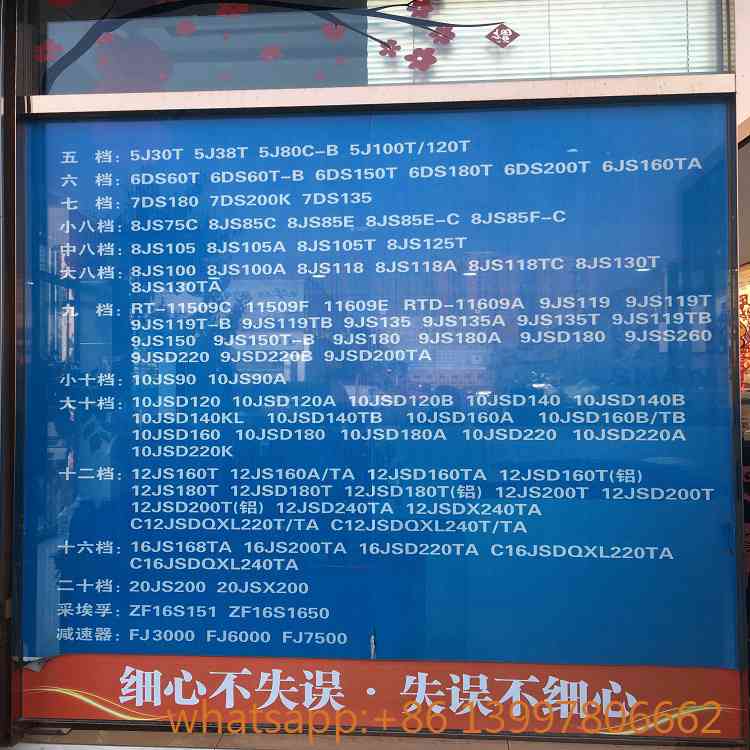 福
五 档: 5J30T 5J38T 5J80C-B 5J100T/120T
六 档: 6DS60T 6DS60T-B 6DS150T 6DS180T 6DS200T 6JS160TA
七 档: 7DS180 7DS200K 7DS135
小八档: 8JS75C 8JS85C 8JS85E 8JS85E-C 8JS85F-C
中八档: 8JS105 8JS105A 8JS105T 8JS125T
大八档: 8JS100 8JS100A 8JS118 8JS118A 8JS118TC 8JS130T
8JS130TA
九 档: RT-11509C 11509F 11609E RTD-11609A 9JS119 9JS119T
9JS119T-B 9JS119TB 9JS135 9JS135A 9JS135T 9JS119TB
9JS150 9JS150T-B 9JS180 9JS180A 9JSD180 9JSS260
9JSD220 9JSD220B 9JSD200TA
小十档: 10JS90 10JS90A
大十档: 10JSD120 10JSD120A 10JSD120B 10JSD140 10JSD140B
10JSD140KL 10JSD140TB 10JSD160A 10JSD160B/TB
10JSD160 10JSD180 10JSD180A 10JSD220 10JSD220A
10JSD220K
十二档: 12JS160T 12JS160A/TA 12JSD160TA 12JSD160T(铝)
12JS180T 12JSD180T 12JSD180T(铝) 12JS200T 12JSD200T
12JSD200T(铝) 12JSD240TA 12JSDX240TA
C12JSDQXL220T/TA C12JSDQXL240T/TA
十六档: 16JS168TA 16JS200TA 16JSD220TA C16JSDQXL220TA
C16JSDQXL240TA
二十档: 20JS200 20JSX200
采埃孚: ZF16S151 ZF16S1650
减速器: FJ3000 FJ6000 FJ7500
细心不失误·失误不细心
whatsapp:+86 13997806662